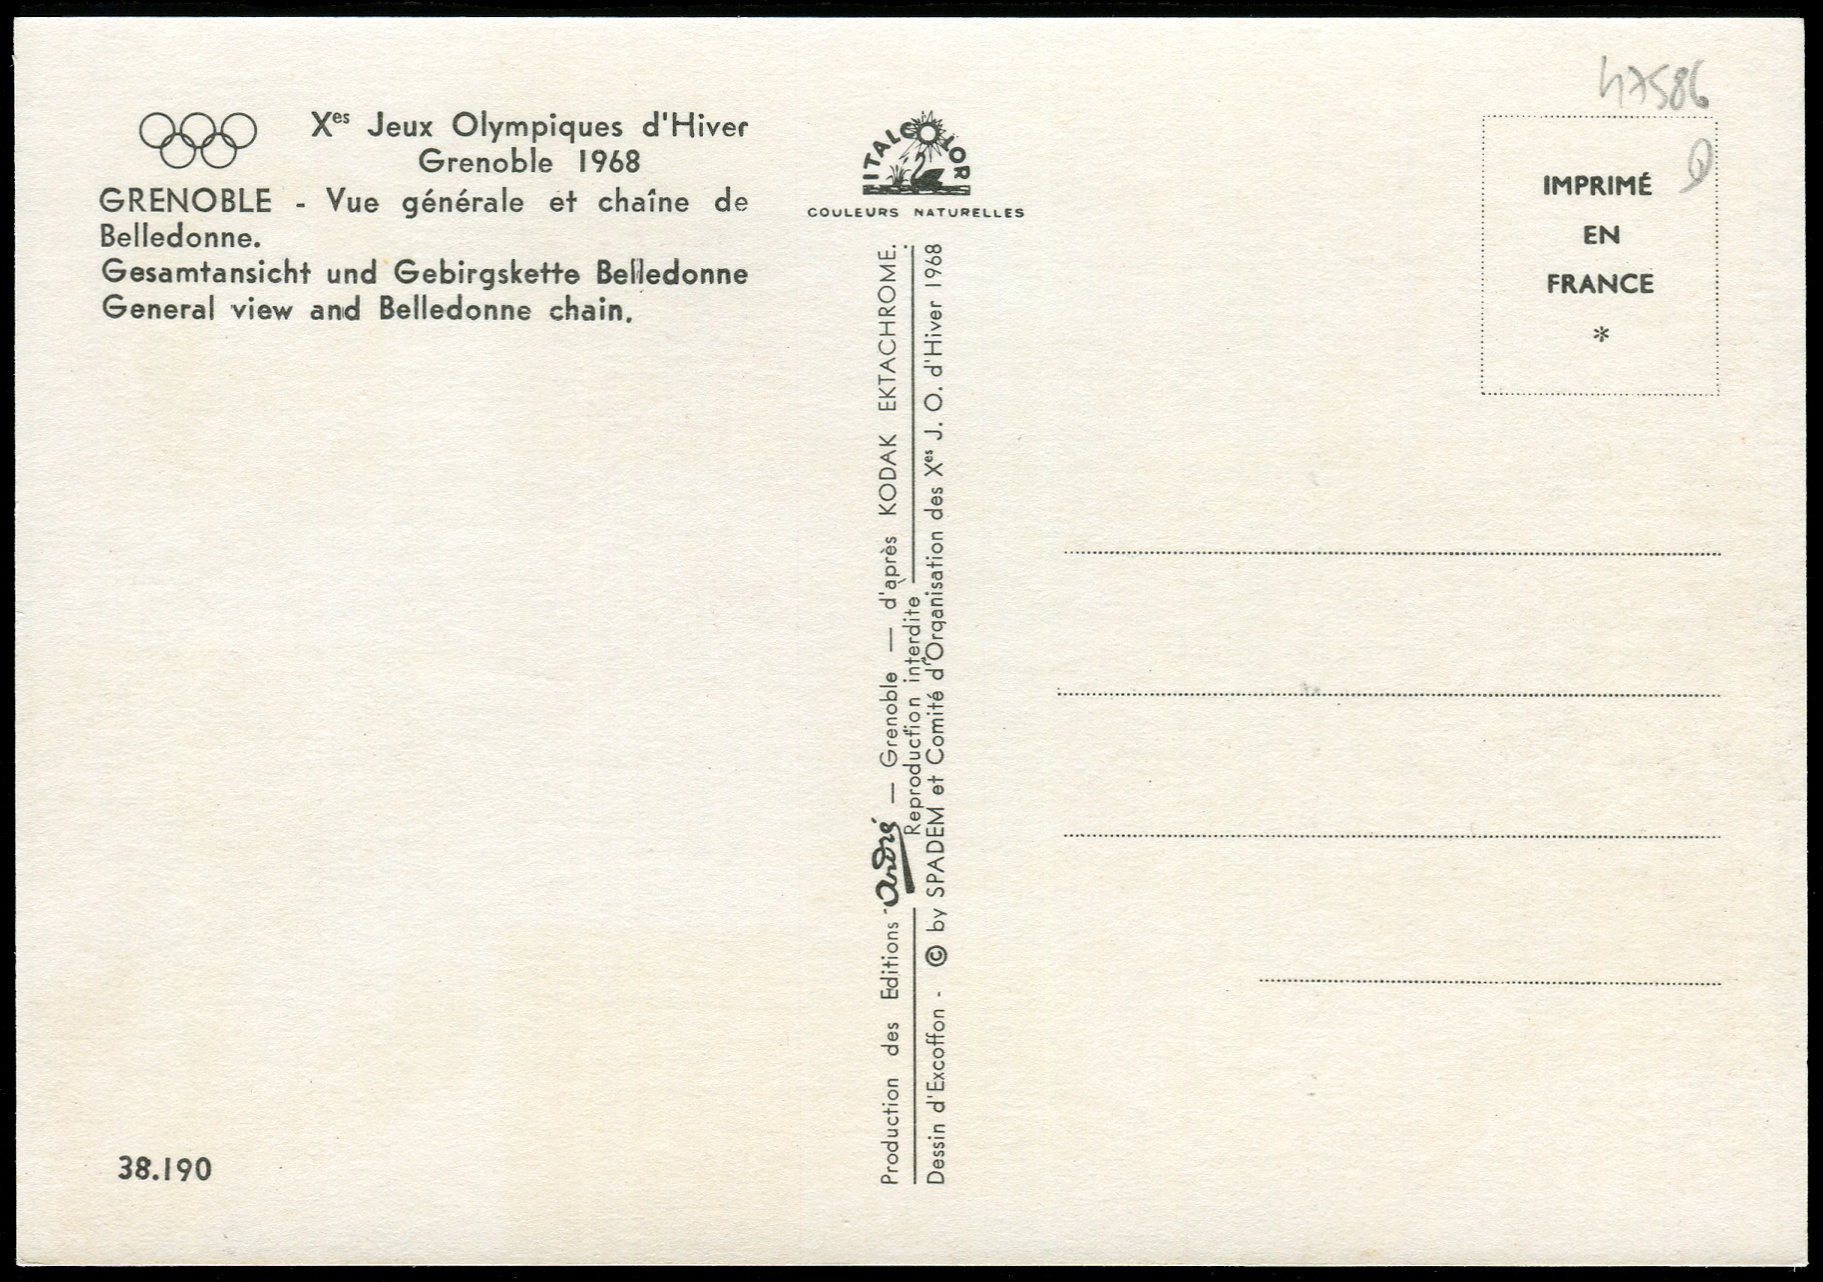 Xes Jeux Olympiques d'Hiver
Grenoble 1968
GRENOBLE - Vue générale et chaîne de
Belledonne.
Gesamtansicht und Gebirgskette Belledonne
General view and Belledonne chain.
38.190
ITALCOLOR
COULEURS NATURELLES
Production des Editions André — Grenoble — d'après KODAK EKTACHROME.
Reproduction interdite
Dessin d'Excoffon - © by SPADEM et Comité d'Organisation des Xes J. O. d'Hiver 1968
47586
IMPRIMÉ
EN
FRANCE
*